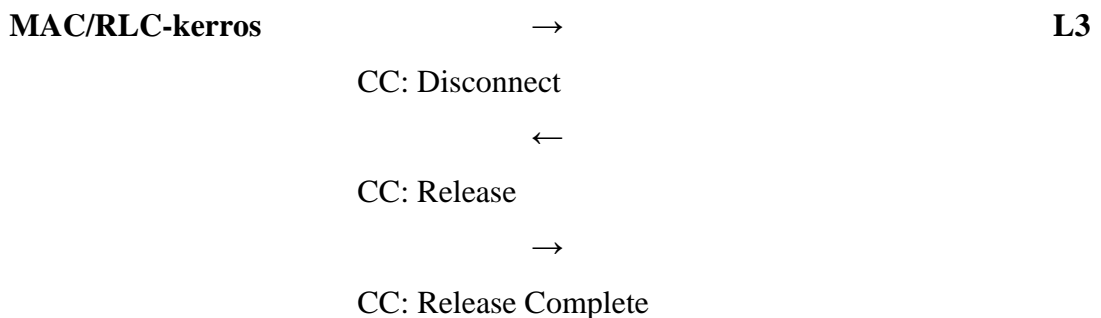 MAC/RLC-kerros → L3
CC: Disconnect
←
CC: Release
→
CC: Release Complete